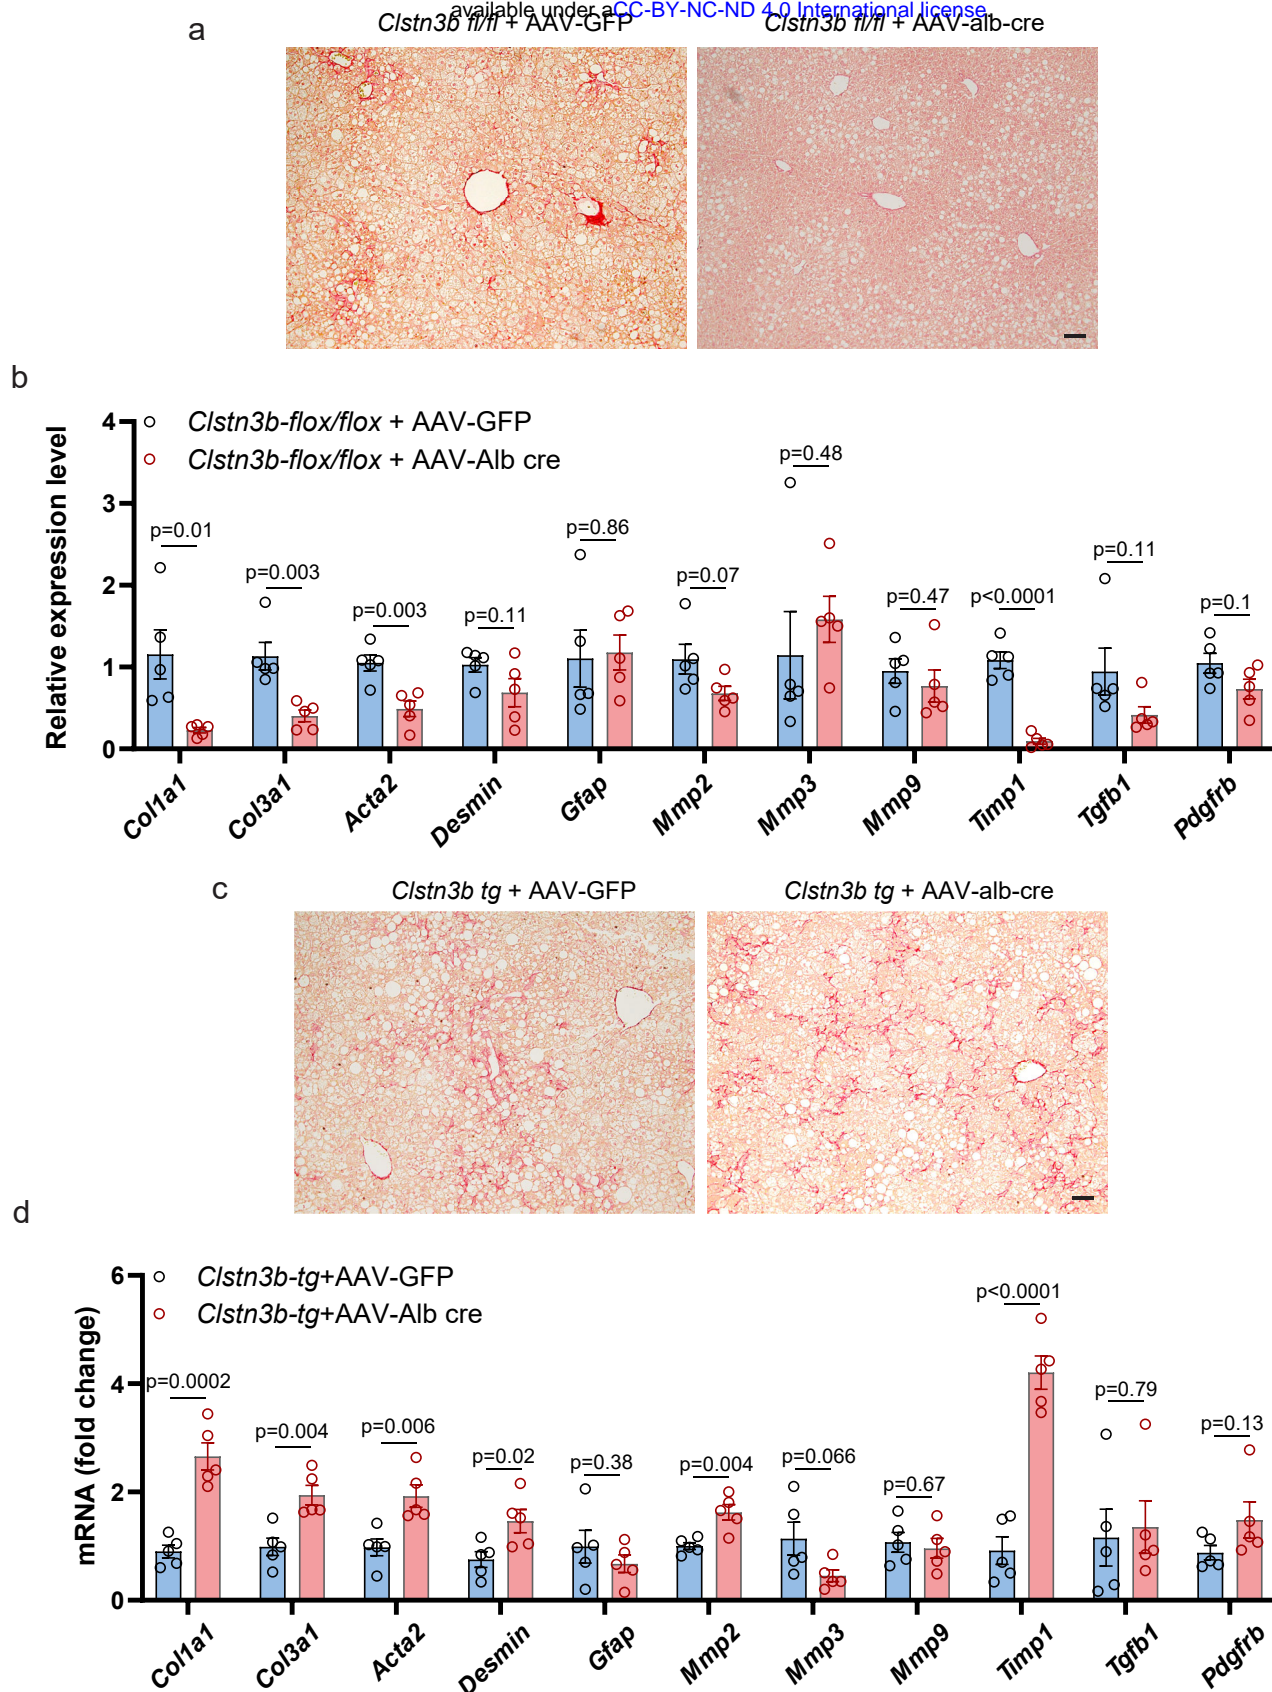 available under aCC-BY-NC-ND 4.0 International license.
a
Clstn3b fl/fl + AAV-GFP
Clstn3b fl/fl + AAV-alb-cre
b
Clstn3b-flox/flox + AAV-GFP
Clstn3b-flox/flox + AAV-Alb cre
Relative expression level
4
3
2
1
0
p=0.01
p=0.003
p=0.003
p=0.11
p=0.86
p=0.07
p=0.48
p=0.47
p<0.0001
p=0.11
p=0.1
Col1a1
Col3a1
Acta2
Desmin
Gfap
Mmp2
Mmp3
Mmp9
Timp1
Tgfb1
Pdgfrb
c
Clstn3b tg + AAV-GFP
Clstn3b tg + AAV-alb-cre
d
Clstn3b-tg+AAV-GFP
Clstn3b-tg+AAV-Alb cre
mRNA (fold change)
6
4
2
0
p=0.0002
p=0.004
p=0.006
p=0.02
p=0.38
p=0.004
p=0.066
p=0.67
p<0.0001
p=0.79
p=0.13
Col1a1
Col3a1
Acta2
Desmin
Gfap
Mmp2
Mmp3
Mmp9
Timp1
Tgfb1
Pdgfrb